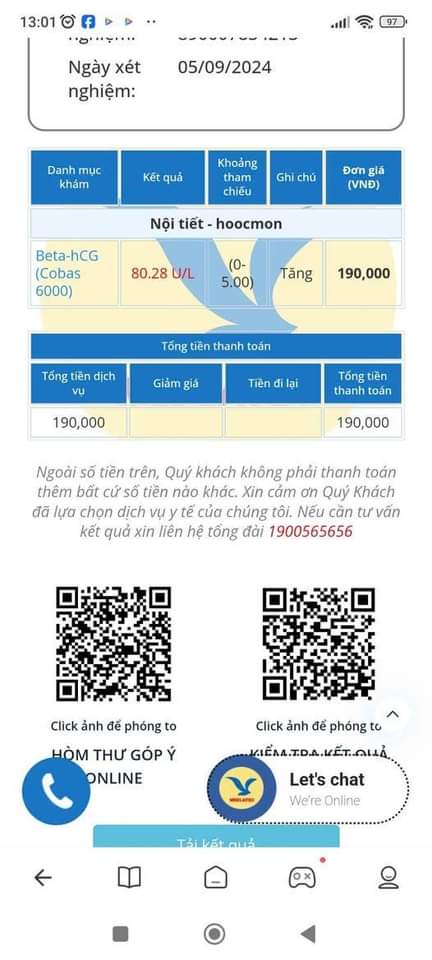 13:01
97
Ngày xét 05/09/2024
nghiệm:
Danh mục khám Kết quả Khoảng tham chiếu Ghi chú Đơn giá (VNĐ)
Nội tiết - hoocmon
Beta-hCG (Cobas 6000) 80.28 U/L (0-5.00) Tăng 190,000
Tổng tiền thanh toán
Tổng tiền dịch vụ Giảm giá Tiền đi lại Tổng tiền thanh toán
190,000 190,000
Ngoài số tiền trên, Quý khách không phải thanh toán
thêm bất cứ số tiền nào khác. Xin cảm ơn Quý Khách
đã lựa chọn dịch vụ y tế của chúng tôi. Nếu cần tư vấn
kết quả xin liên hệ tổng đài 1900565656
Click ảnh để phóng to Click ảnh để phóng to
HÒM THƯ GÓP Ý KIỂM TRA KẾT QUẢ
ONLINE
Let's chat
We're Online
MEDLATEC
Tải kết quả